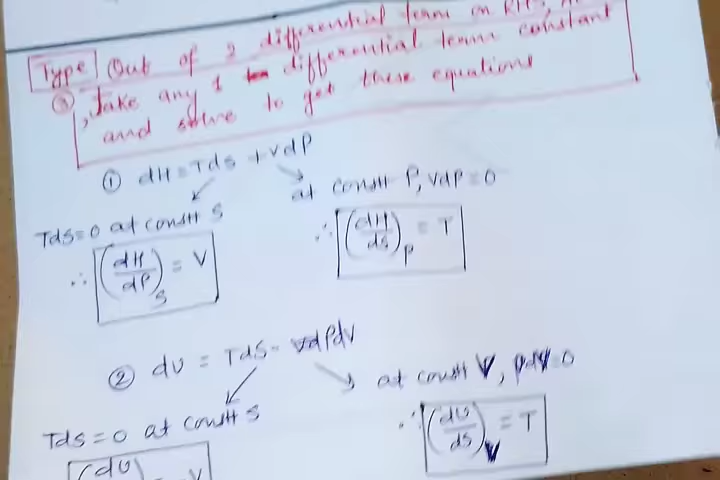 Type Out of 2 differential term on RHS,
③ , Take any 1 differential team constant
and solve to get these equations
① dH = Tds + vdP
Tds=0 at constt S
at constt P, vdP=0
∴ (dH/dP)S = V
∴ (dH/ds)P = T
② dU = Tds - PdV
at constt V, PdV=0
Tds = 0 at constt S
∴ (dU/ds)V = T
(dU